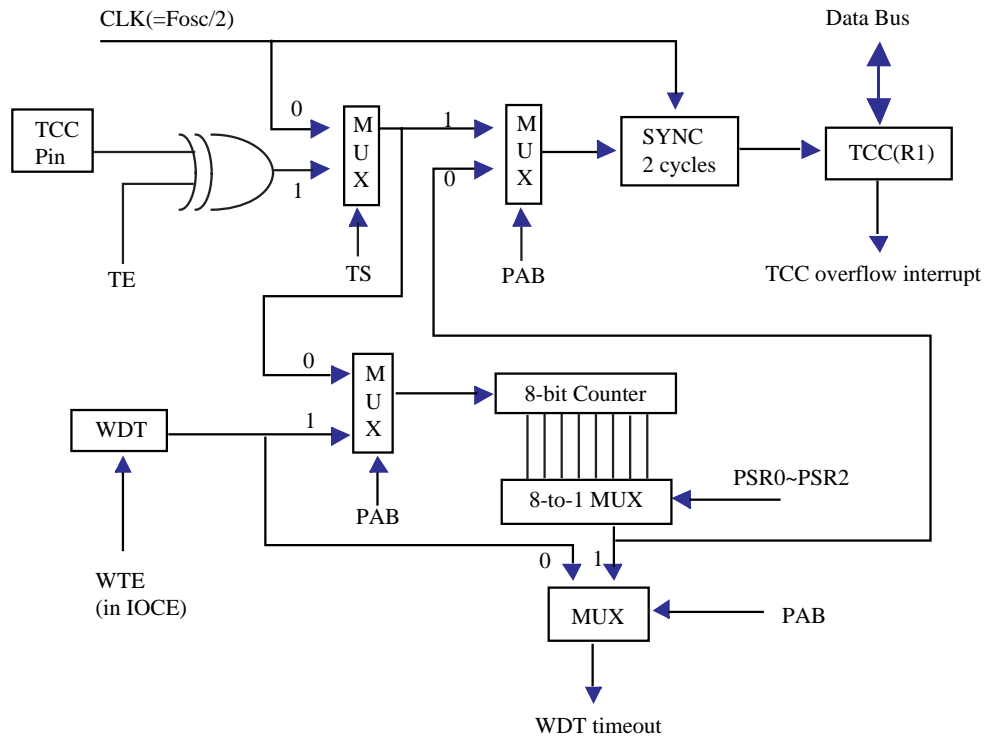 CLK(=Fosc/2)
Data Bus
TCC
Pin
0
1
M
U
X
1
0
M
U
X
SYNC
2 cycles
TCC(R1)
TE
TS
PAB
TCC overflow interrupt
0
1
M
U
X
8-bit Counter
WDT
PAB
8-to-1 MUX
PSR0~PSR2
WTE
(in IOCE)
0
1
MUX
PAB
WDT timeout